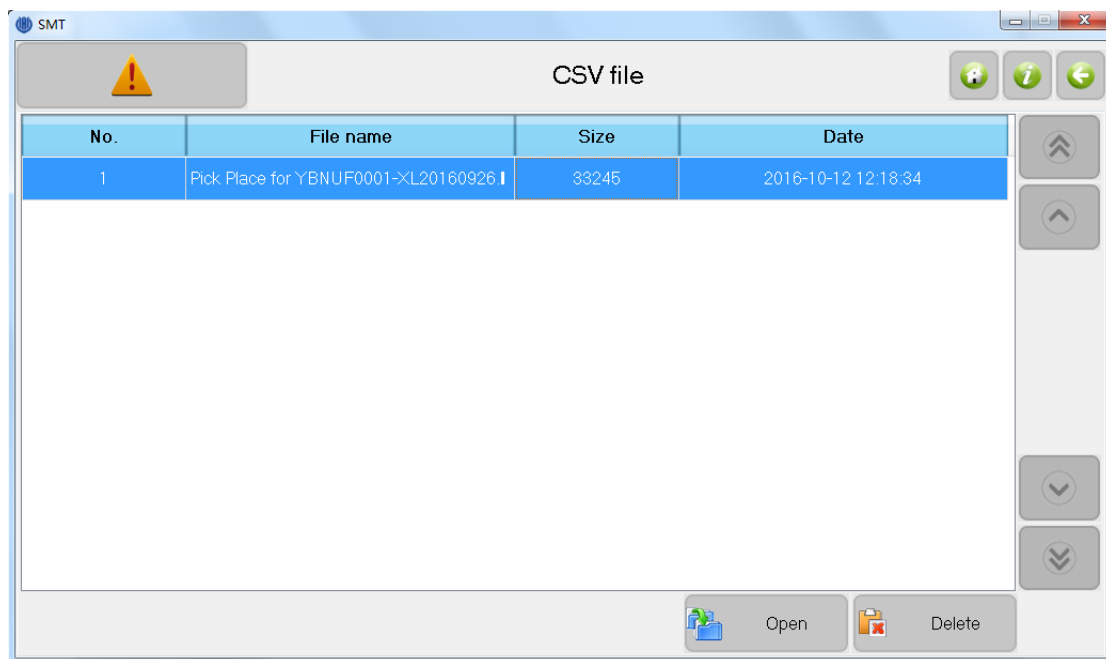 SMT
CSV file
No. File name Size Date
1 Pick Place for YBNUF0001-XL20160926. 33245 2016-10-12 12:18:34
Open Delete